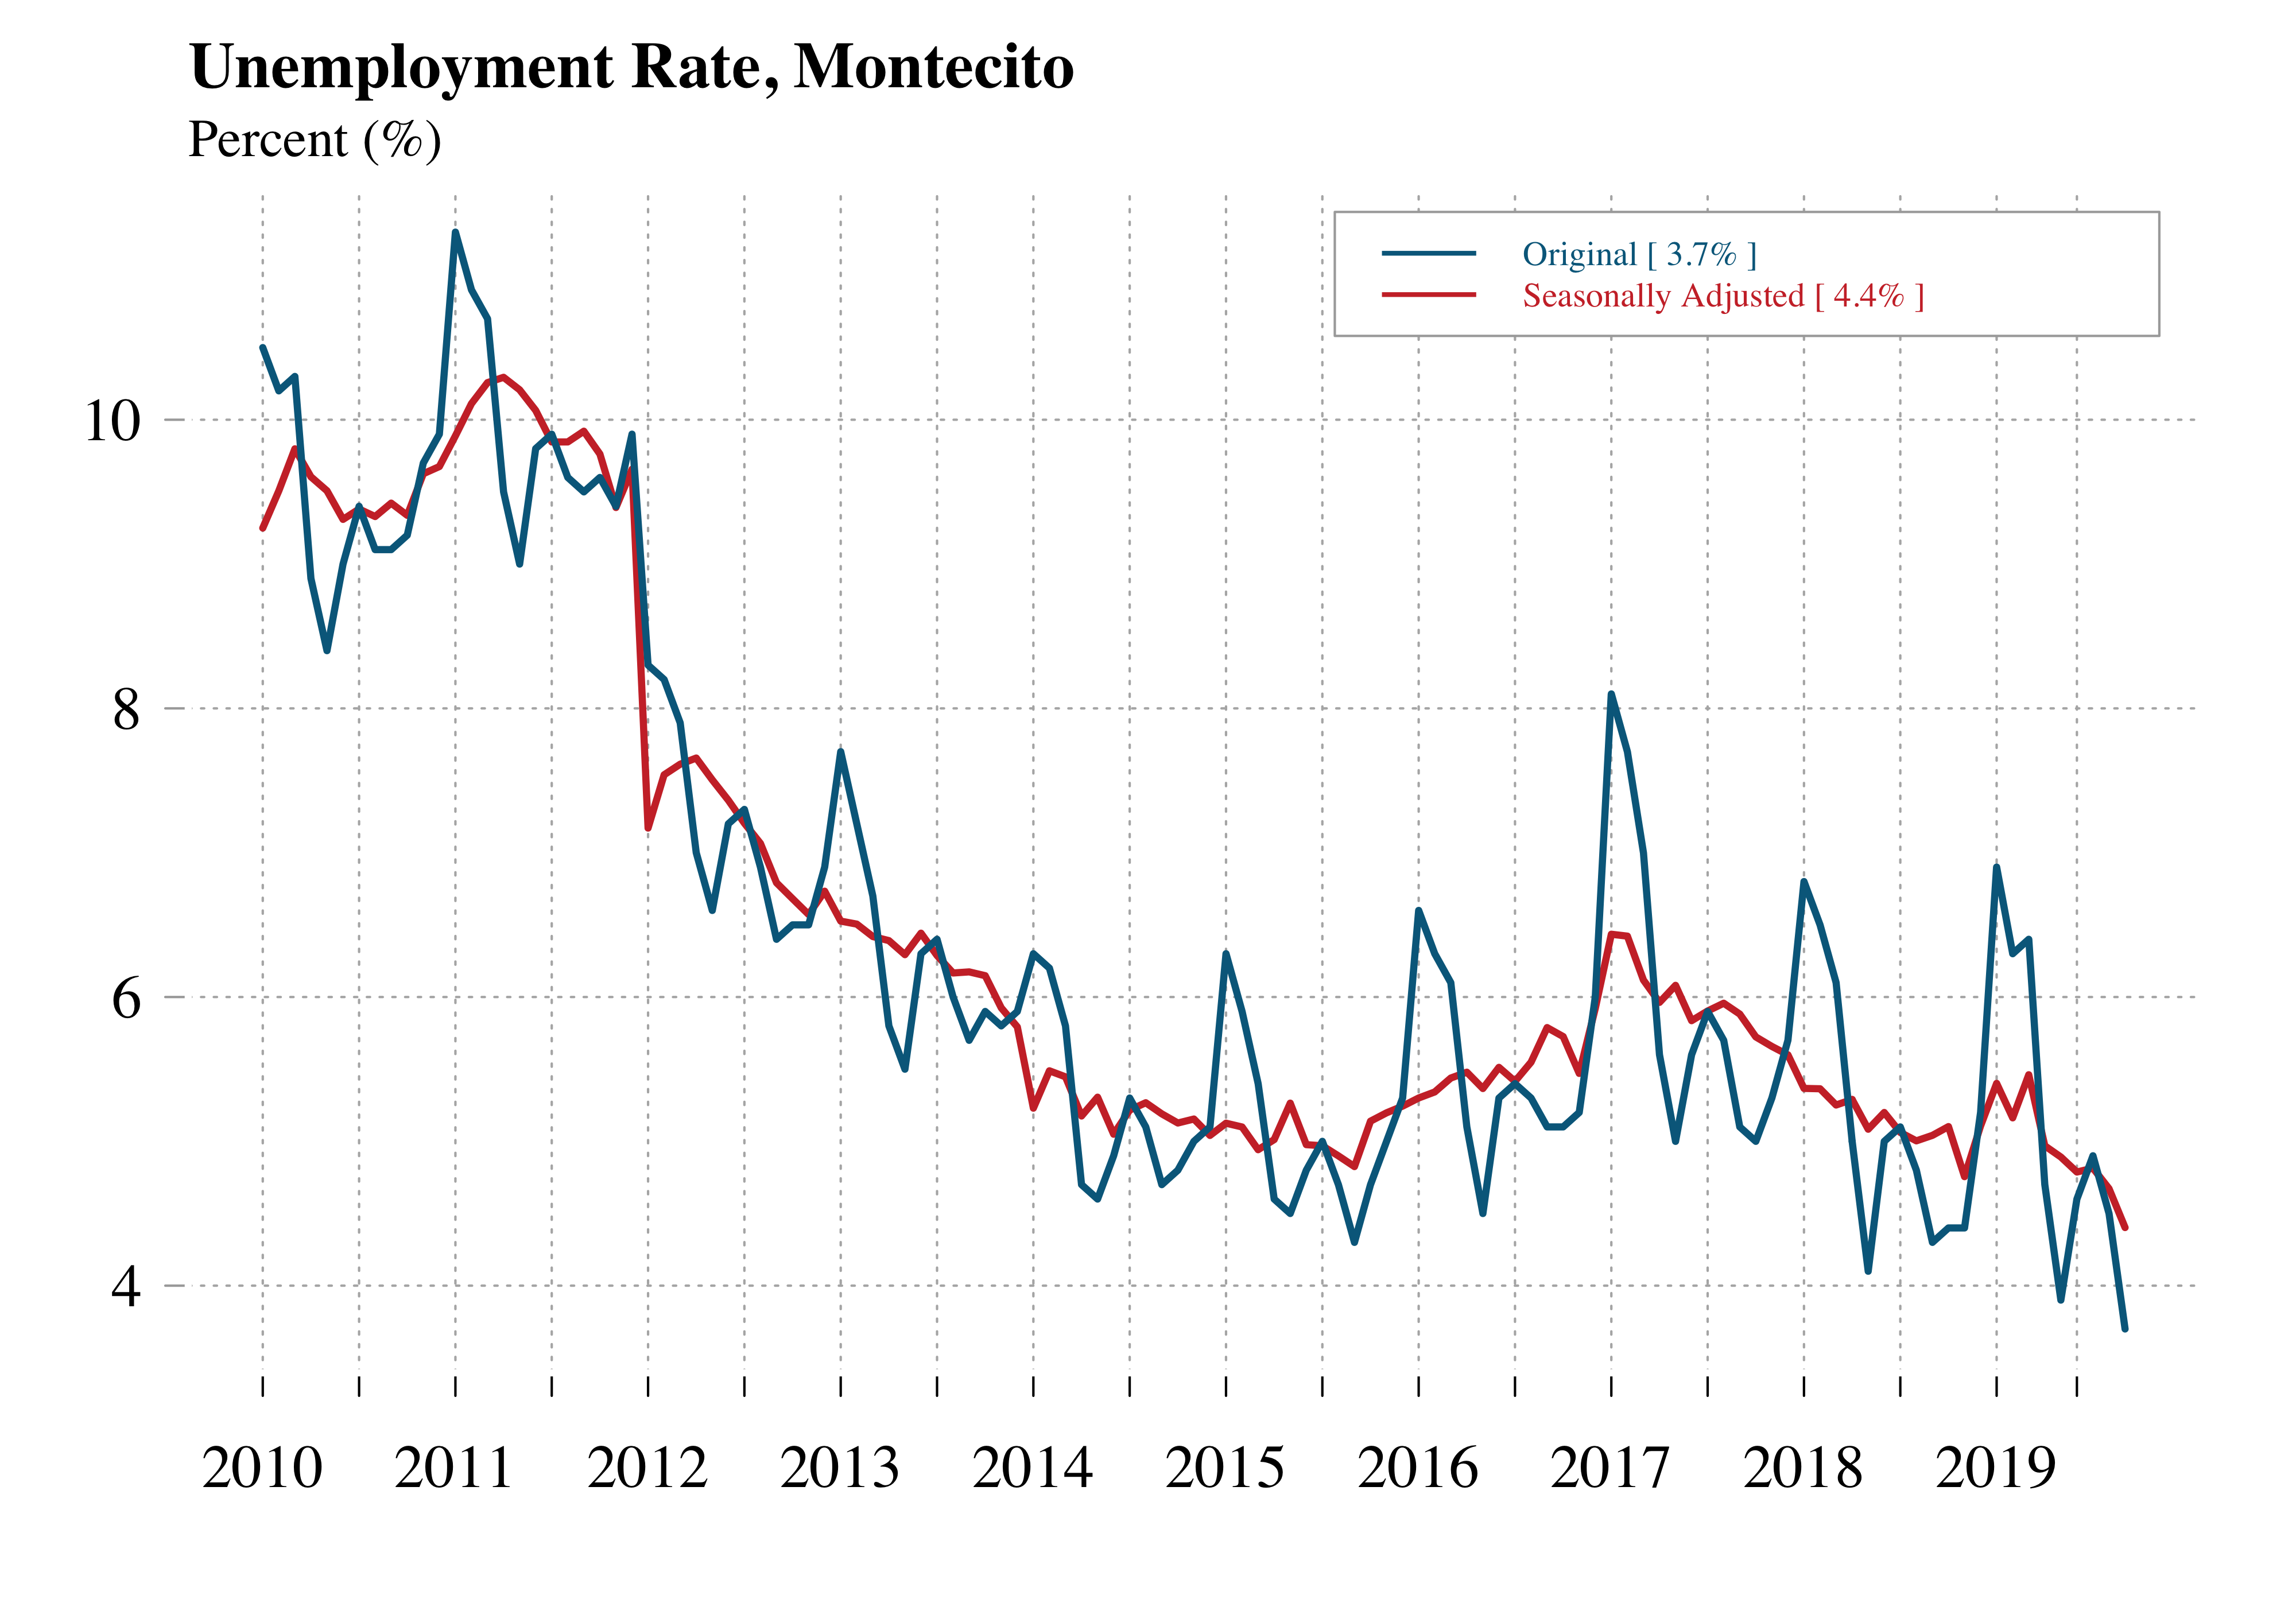 Unemployment Rate, Montecito
Percent (%)
Original [ 3.7% ]
Seasonally Adjusted [ 4.4% ]
10
8
6
4
2010 2011 2012 2013 2014 2015 2016 2017 2018 2019